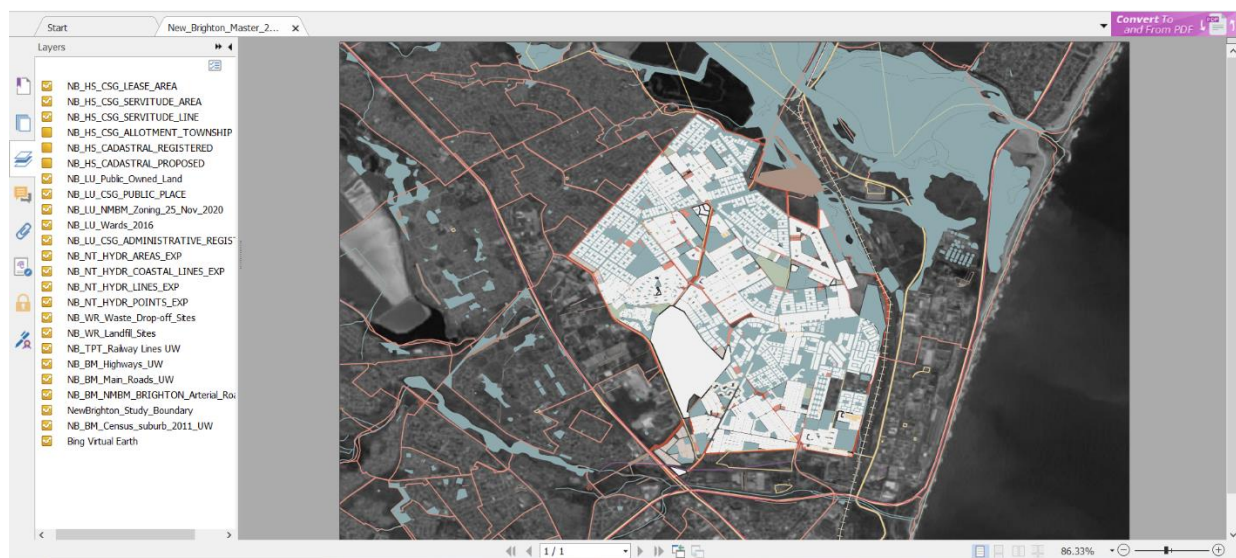 Start
New_Brighton_Master_2...
Convert To
and From PDF
PDF
Layers
NB_HS_CSG_LEASE_AREA
NB_HS_CSG_SERVITUDE_AREA
NB_HS_CSG_SERVITUDE_LINE
NB_HS_CSG_ALLOTMENT_TOWNSHIP
NB_HS_CADASTRAL_REGISTERED
NB_HS_CADASTRAL_PROPOSED
NB_LU_Public_Owned_Land
NB_LU_CSG_PUBLIC_PLACE
NB_LU_NMBM_Zoning_25_Nov_2020
NB_LU_Wards_2016
NB_LU_CSG_ADMINISTRATIVE_REGIST
NB_NT_HYDR_AREAS_EXP
NB_NT_HYDR_COASTAL_LINES_EXP
NB_NT_HYDR_LINES_EXP
NB_NT_HYDR_POINTS_EXP
NB_WR_Waste_Drop-off_Sites
NB_WR_Landfill_Sites
NB_TPT_Railway Lines UW
NB_BM_Highways_UW
NB_BM_Main_Roads_UW
NB_BM_NMBM_BRIGHTON_Arterial_Roa
NewBrighton_Study_Boundary
NB_BM_Census_suburb_2011_UW
Bing Virtual Earth
1 / 1
86.33%